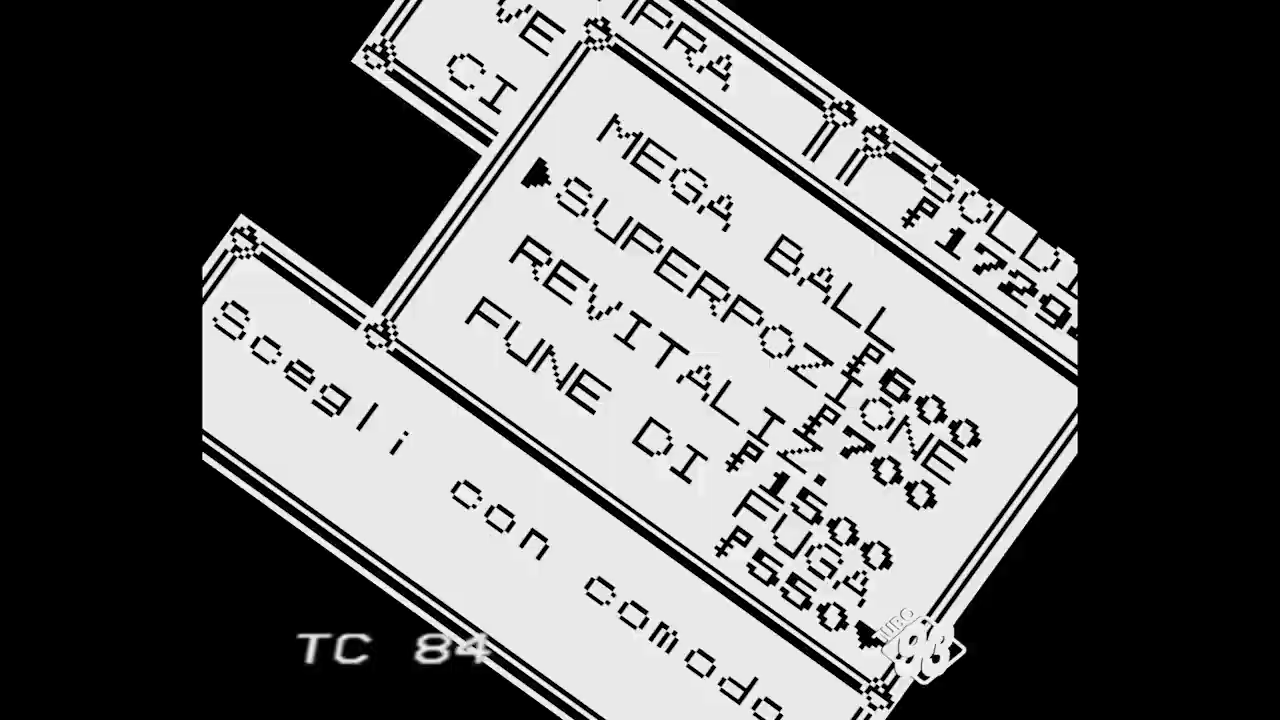 VE
CI
PRA
SOLDI
₽1729
MEGA BALL
₽600
SUPERPOZIONE
₽700
REVITALIZ.
₽1500
FUNE DI FUGA
₽550
Scegli con comodo
TC 84
98